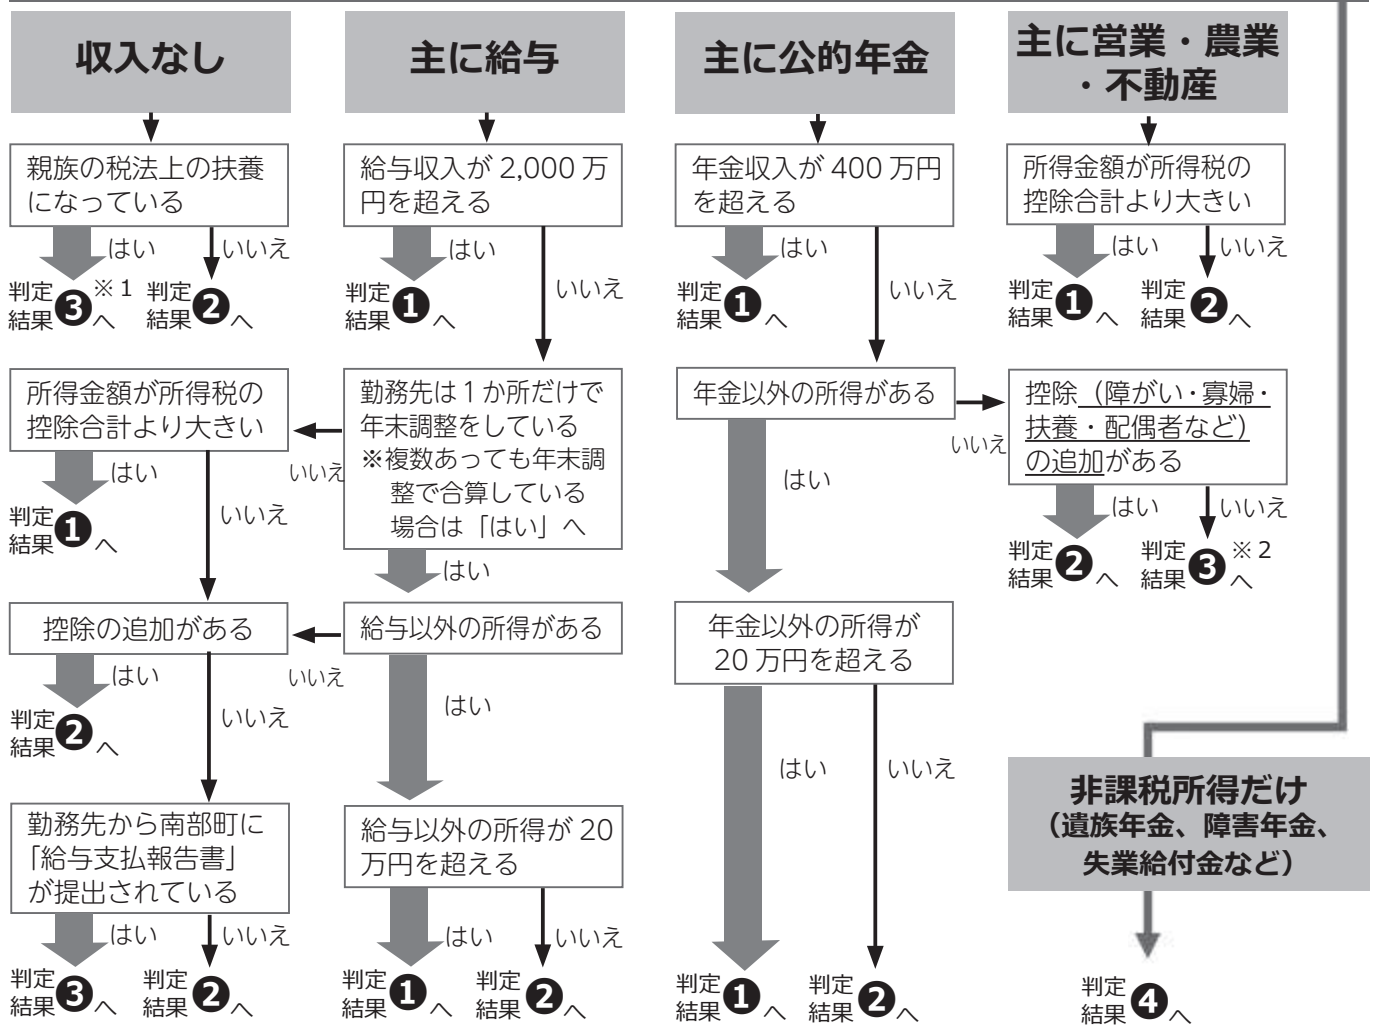 収入なし
親族の税法上の扶養
になっている
はい
いいえ
判定
結果❸へ
※１
判定
結果❷へ
主に給与
給与収入が 2,000 万
円を超える
はい
いいえ
判定
結果❶へ
主に公的年金
年金収入が 400 万円
を超える
はい
いいえ
判定
結果❶へ
主に営業・農業
・不動産
所得金額が所得税の
控除合計より大きい
はい
いいえ
判定
結果❶へ
判定
結果❷へ
所得金額が所得税の
控除合計より大きい
はい
いいえ
判定
結果❶へ
勤務先は１か所だけで
年末調整をしている
※複数あっても年末調
整で合算している
場合は「はい」へ
いいえ
はい
年金以外の所得がある
いいえ
はい
控除（障がい・寡婦・
扶養・配偶者など）
の追加がある
はい
いいえ
判定
結果❷へ
判定
結果❸へ
※２
控除の追加がある
はい
いいえ
判定
結果❷へ
給与以外の所得がある
いいえ
はい
年金以外の所得が
20 万円を超える
はい
いいえ
勤務先から南部町に
「給与支払報告書」
が提出されている
はい
いいえ
判定
結果❸へ
判定
結果❷へ
給与以外の所得が 20
万円を超える
はい
いいえ
判定
結果❶へ
判定
結果❷へ
判定
結果❶へ
判定
結果❷へ
非課税所得だけ
（遺族年金、障害年金、
失業給付金など）
判定
結果❹へ